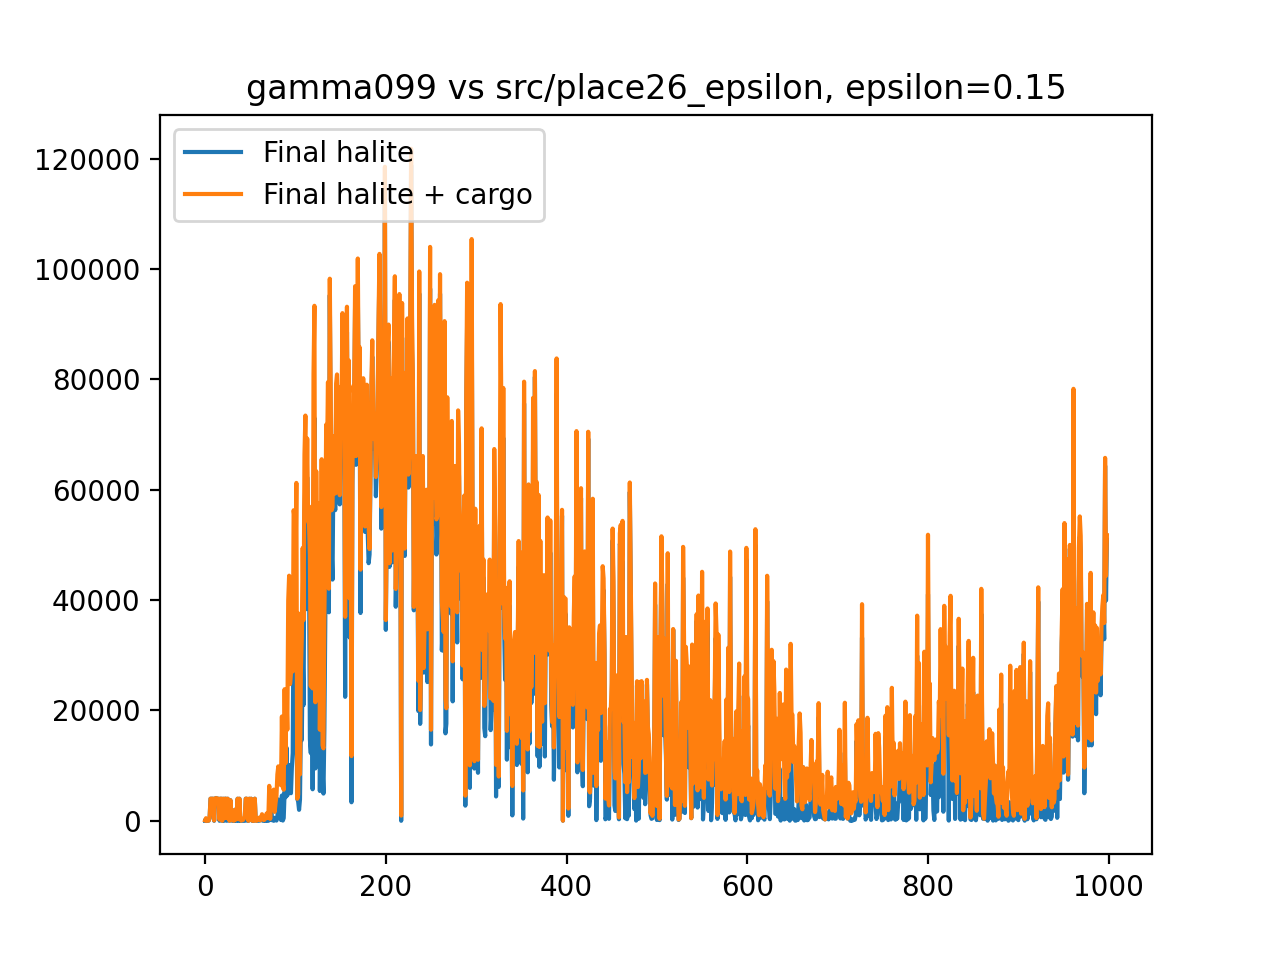 gamma099 vs src/place26_epsilon, epsilon=0.15
Final halite
Final halite + cargo
120000
100000
80000
60000
40000
20000
0
0 200 400 600 800 1000